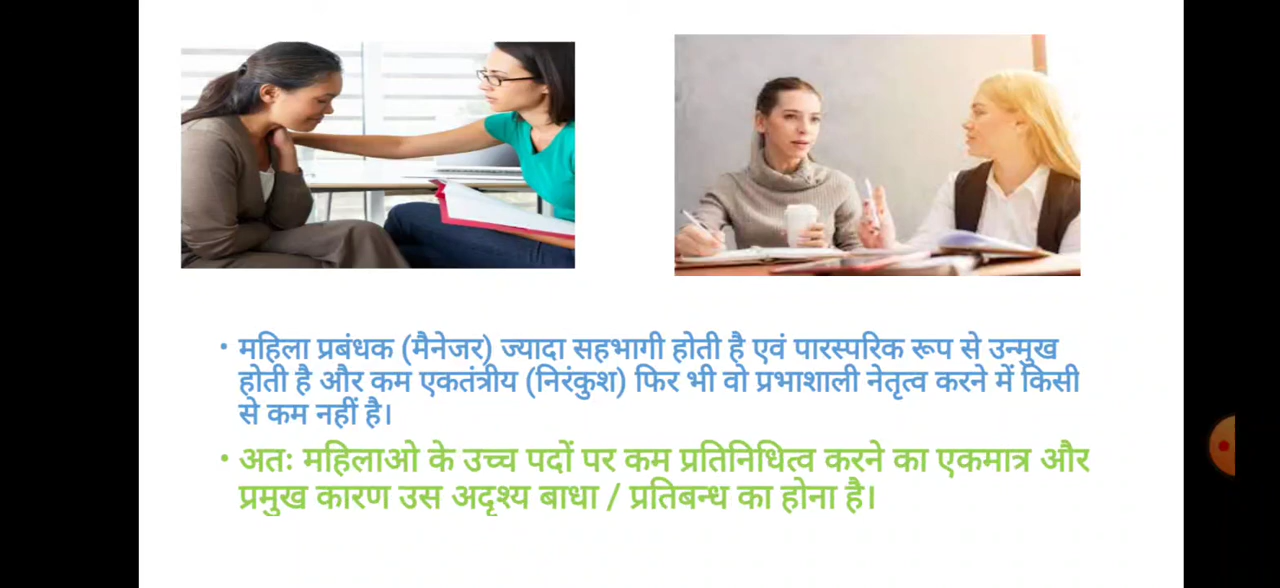 • महिला प्रबंधक (मैनेजर) ज्यादा सहभागी होती है एवं पारस्परिक रूप से उन्मुख
होती है और कम एकतंत्रीय (निरंकुश) फिर भी वो प्रभाशाली नेतृत्व करने में किसी
से कम नहीं है।
• अतः महिलाओ के उच्च पदों पर कम प्रतिनिधित्व करने का एकमात्र और
प्रमुख कारण उस अदृश्य बाधा / प्रतिबन्ध का होना है।